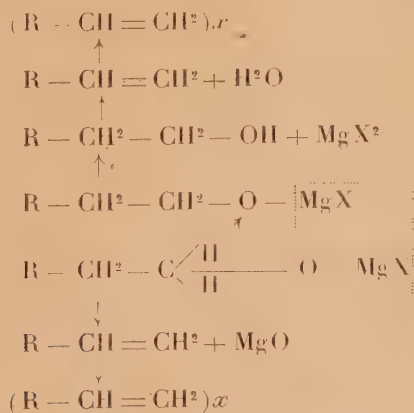 (R — CH = CH²).x
R — CH = CH² + H²O
R — CH² — CH² — OH + MgX²
R — CH² — CH² — O — MgX
H
R — CH² — C — O MgX
H
R — CH = CH² + MgO
(R — CH = CH²)x